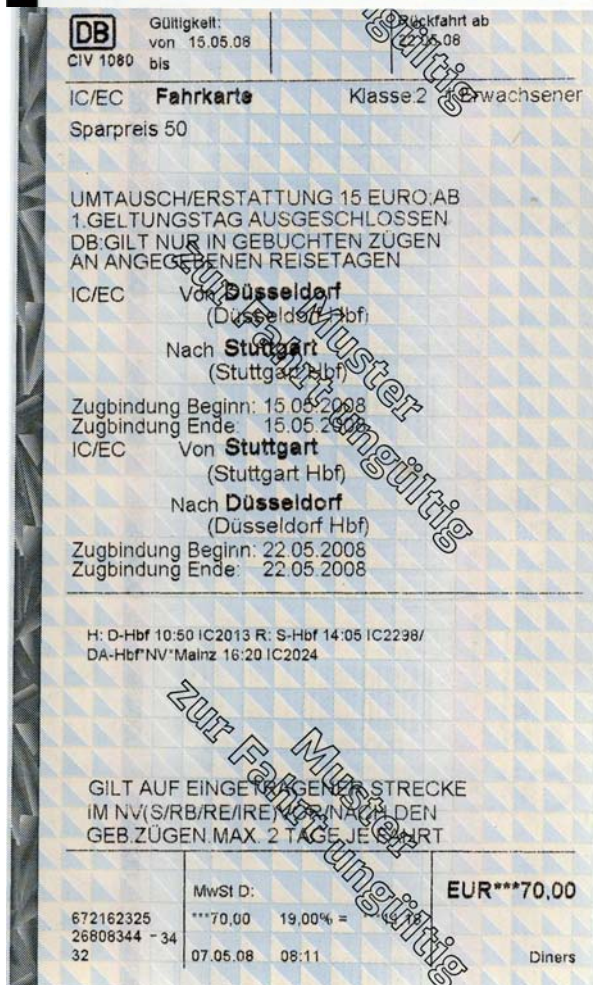 DB
Gültigkeit:
von 15.05.08
bis
Rückfahrt ab
22.05.08
CIV 1080
IC/EC Fahrkarte Klasse:2 1 Erwachsener
Sparpreis 50
UMTAUSCH/ERSTATTUNG 15 EURO;AB
1.GELTUNGSTAG AUSGESCHLOSSEN
DB:GILT NUR IN GEBUCHTEN ZÜGEN
AN ANGEGEBENEN REISETAGEN
IC/EC Von Düsseldorf
(Düsseldorf Hbf)
Nach Stuttgart
(Stuttgart Hbf)
Zugbindung Beginn: 15.05.2008
Zugbindung Ende: 15.05.2008
IC/EC Von Stuttgart
(Stuttgart Hbf)
Nach Düsseldorf
(Düsseldorf Hbf)
Zugbindung Beginn: 22.05.2008
Zugbindung Ende: 22.05.2008
Muster
zur Fahrt ungültig
H: D-Hbf 10:50 IC2013 R: S-Hbf 14:05 IC2298/
DA-Hbf*NV*Mainz 16:20 IC2024
GILT AUF EINGETRAGENER STRECKE
IM NV(S/RB/RE/IRE) VOR/NACH DEN
GEB.ZÜGEN.MAX. 2 TAGE JE FAHRT
Muster
zur Fahrt ungültig
MwSt D:
EUR***70,00
672162325
***70,00 19,00% =
26808344 - 34
32
07.05.08 08:11
Diners